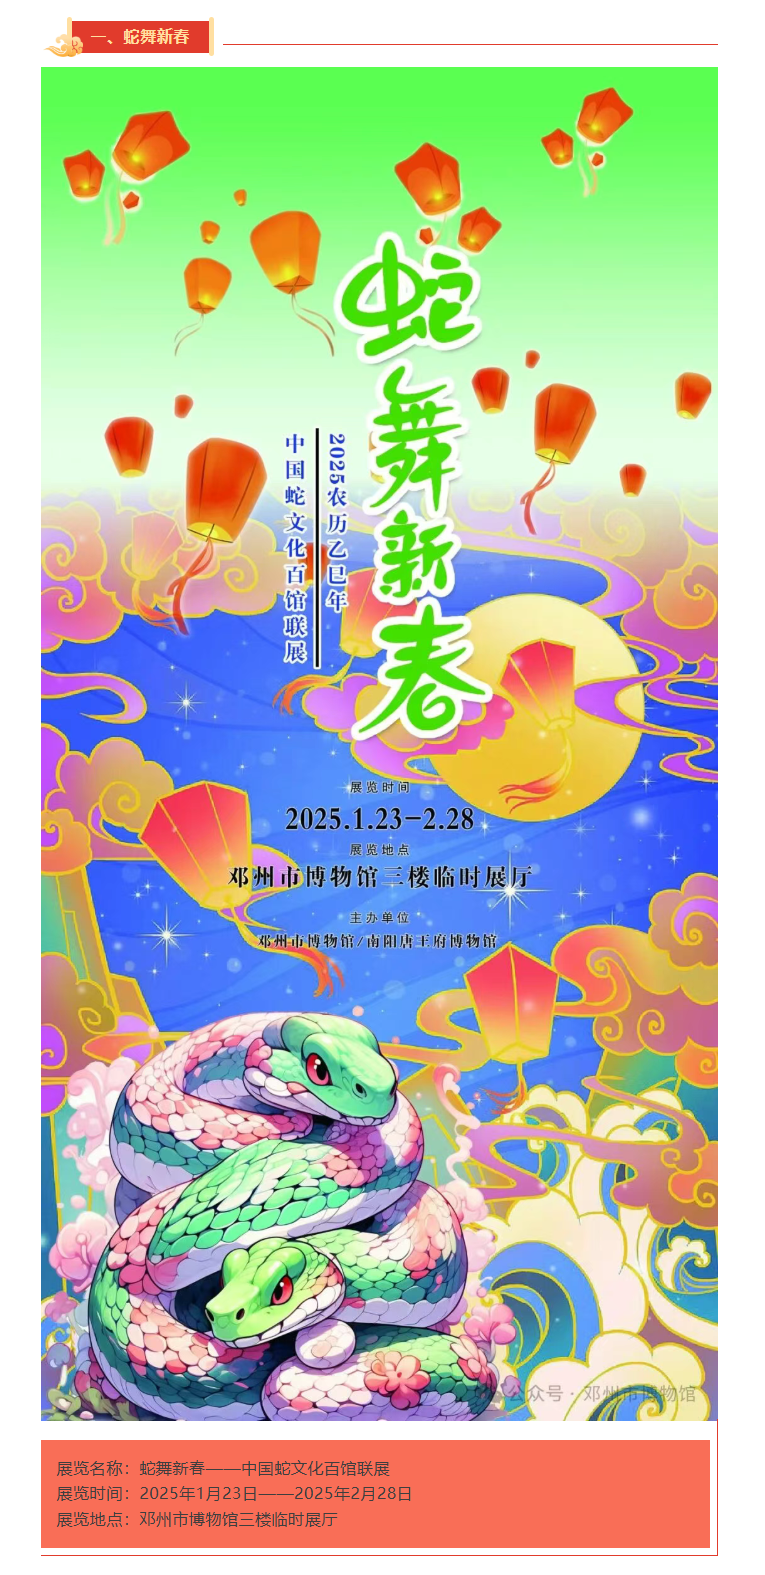 一、蛇舞新春
蛇舞新春
2025农历乙巳年
中国蛇文化百馆联展
展览时间
2025.1.23-2.28
展览地点
邓州市博物馆三楼临时展厅
主办单位
邓州市博物馆/南阳唐王府博物馆
公众号 · 邓州市博物馆
展览名称：蛇舞新春——中国蛇文化百馆联展
展览时间：2025年1月23日——2025年2月28日
展览地点：邓州市博物馆三楼临时展厅